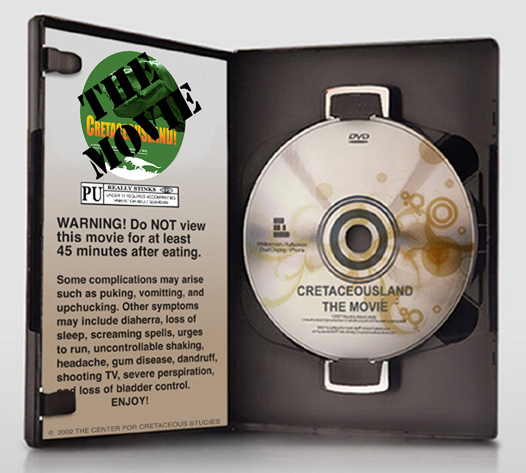 THE
MOVIE
CRETACEOUSLAND!
PU REALLY STINKS
WARNING! Do NOT view
this movie for at least
45 minutes after eating.
Some complications may arise
such as puking, vomitting, and
upchucking. Other symptoms
may include diaherra, loss of
sleep, screaming spells, urges
to run, uncontrollable shaking,
headache, gum disease, dandruff,
shooting TV, severe perspiration,
and loss of bladder control.
ENJOY!
© 2002 THE CENTER FOR CRETACEOUS STUDIES
DVD
CRETACEOUSLAND
THE MOVIE